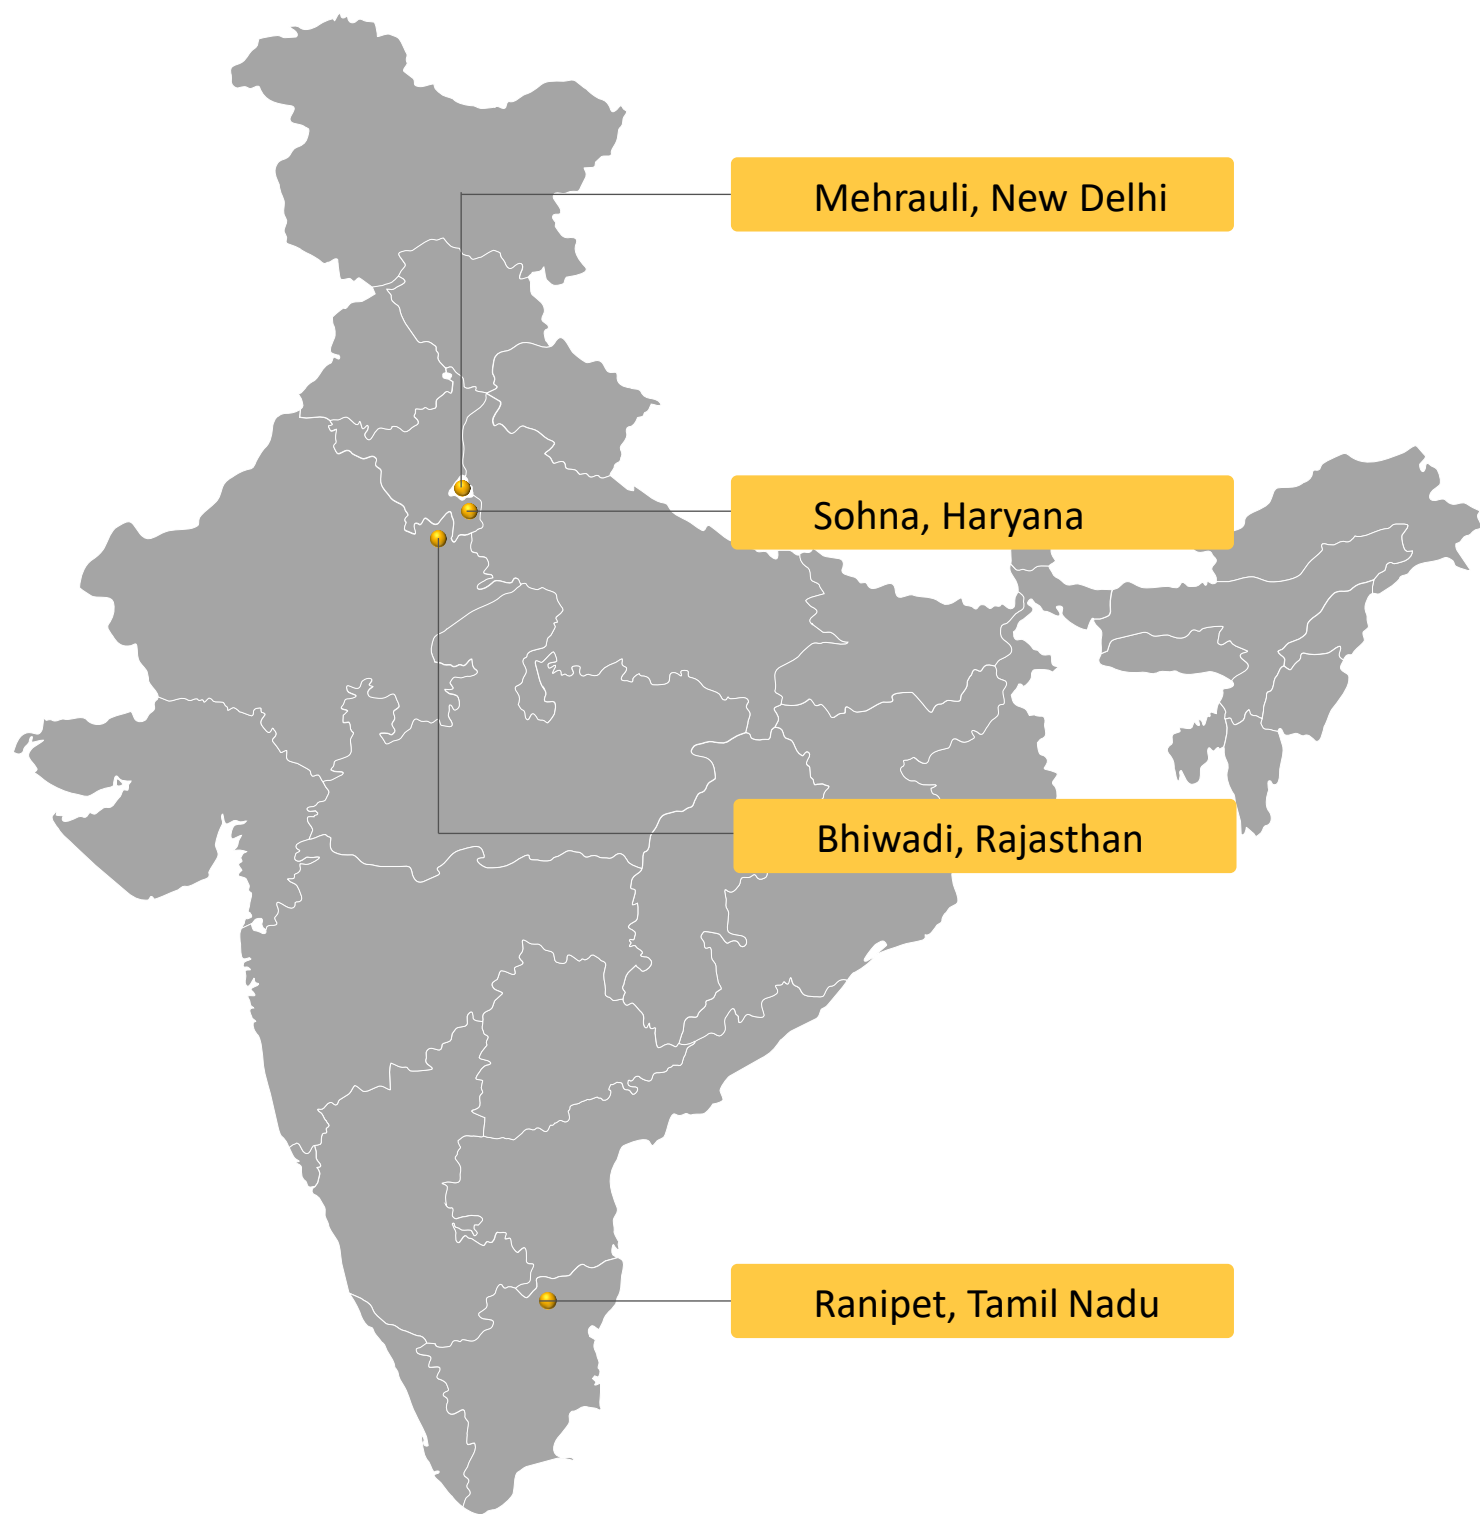 Mehrauli, New Delhi
Sohna, Haryana
Bhiwadi, Rajasthan
Ranipet, Tamil Nadu